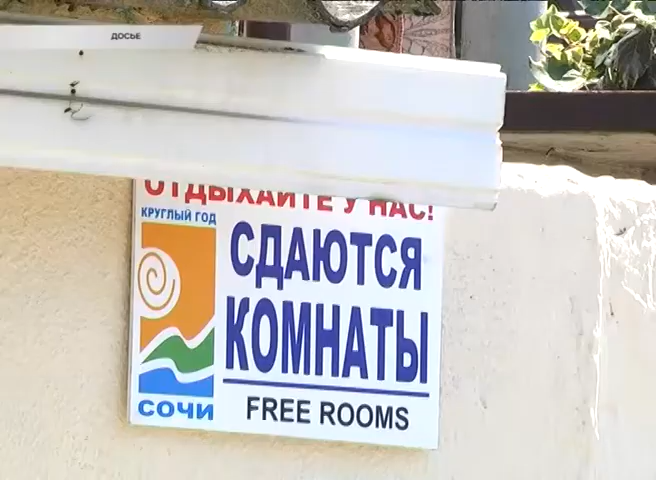 ДОСЬЕ
ОТДЫХАЙТЕ У НАС!
КРУГЛЫЙ ГОД
СДАЮТСЯ
КОМНАТЫ
СОЧИ
FREE ROOMS